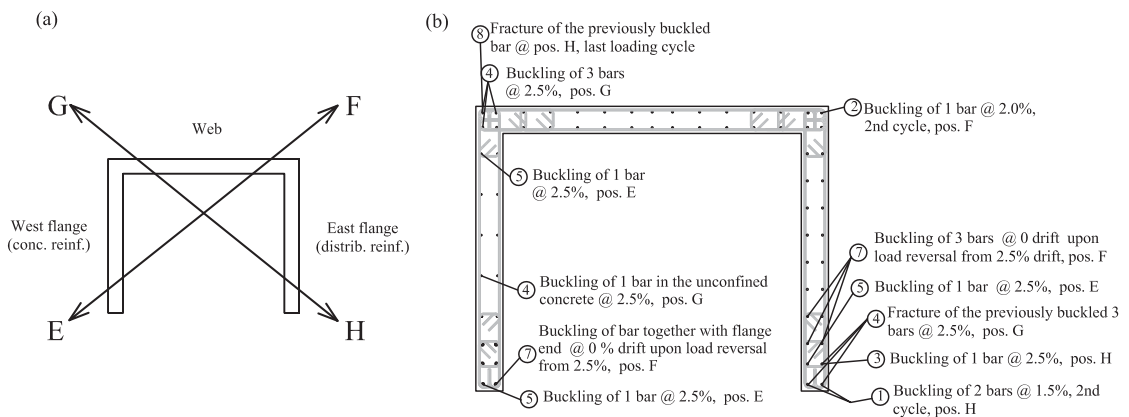 (a)
G
F
Web
West flange
(conc. reinf.)
East flange
(distrib. reinf.)
E
H
(b)
8 Fracture of the previously buckled
bar @ pos. H, last loading cycle
4 Buckling of 3 bars
@ 2.5%, pos. G
2 Buckling of 1 bar @ 2.0%,
2nd cycle, pos. F
5 Buckling of 1 bar
@ 2.5%, pos. E
4 Buckling of 1 bar in the unconfined
concrete @ 2.5%, pos. G
7 Buckling of bar together with flange
end @ 0 % drift upon load reversal
from 2.5%, pos. F
5 Buckling of 1 bar @ 2.5%, pos. E
7 Buckling of 3 bars @ 0 drift upon
load reversal from 2.5% drift, pos. F
5 Buckling of 1 bar @ 2.5%, pos. E
4 Fracture of the previously buckled 3
bars @ 2.5%, pos. G
3 Buckling of 1 bar @ 2.5%, pos. H
1 Buckling of 2 bars @ 1.5%, 2nd
cycle, pos. H